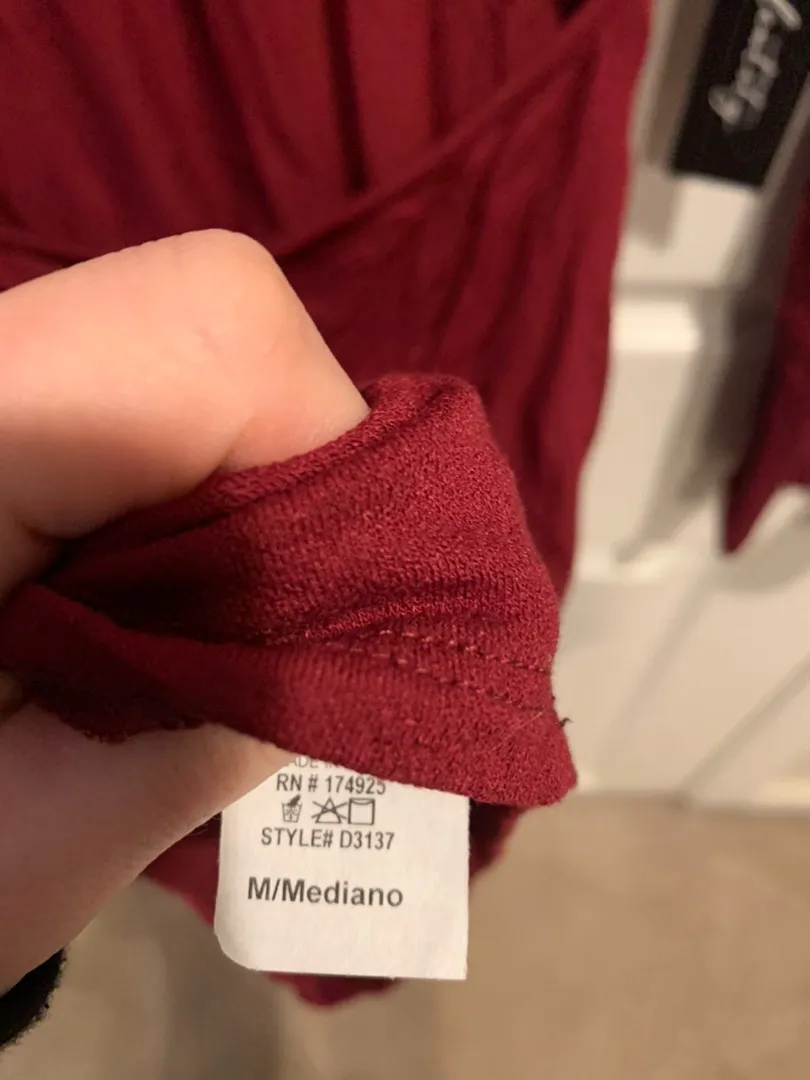 RN # 174925
STYLE# D3137
M/Mediano